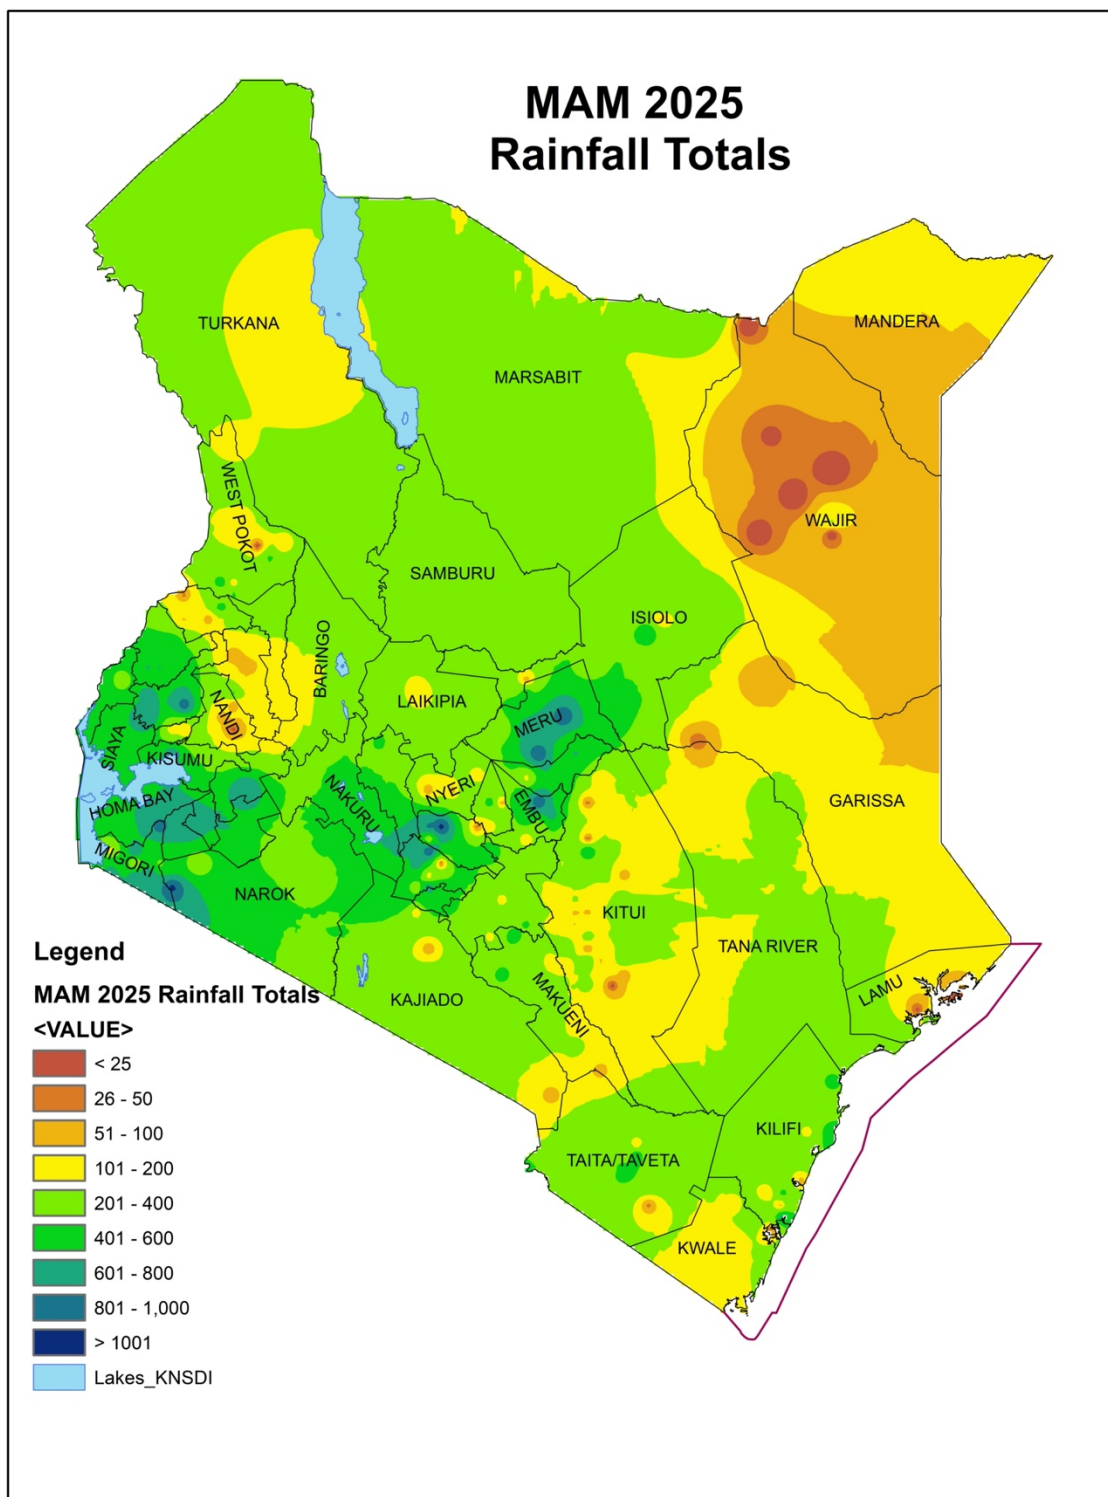 MAM 2025
Rainfall Totals
MANDERA
TURKANA
MARSABIT
WEST POKOT
WAJIR
SAMBURU
ISIOLO
BARINGO
LAIKIPIA
NANDI
MERU
SIAYA
KISUMU
NYERI
NAKURU
EMBU
GARISSA
HOMA BAY
MIGORI
NAROK
KITUI
TANA RIVER
LAMU
KAJIADO
MAKUENI
KILIFI
TAITA/TAVETA
KWALE
Legend
MAM 2025 Rainfall Totals
<VALUE>
< 25
26 - 50
51 - 100
101 - 200
201 - 400
401 - 600
601 - 800
801 - 1,000
> 1001
Lakes_KNSDI